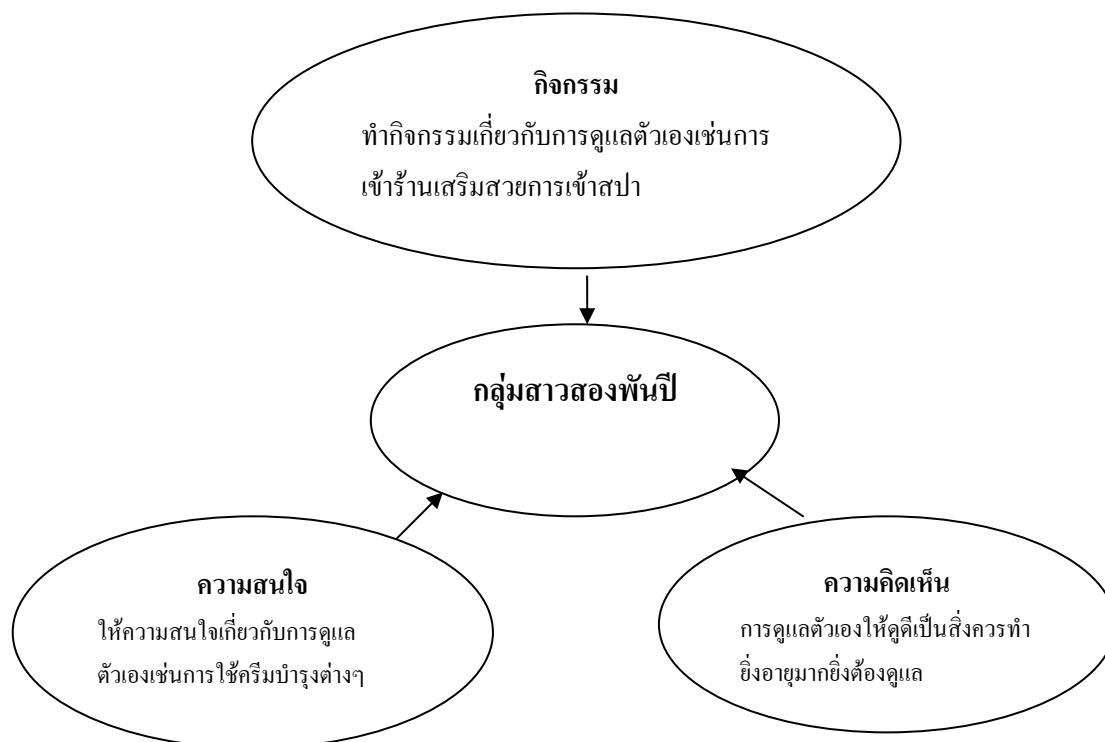 กิจกรรม
ทำกิจกรรมเกี่ยวกับการดูแลตัวเองเช่นการ
เข้าร้านเสริมสวยการเข้าสปา
กลุ่มสาวสองพันปี
ความสนใจ
ให้ความสนใจเกี่ยวกับการดูแล
ตัวเองเช่นการใช้ครีมบำรุงต่างๆ
ความคิดเห็น
การดูแลตัวเองให้ดูดีเป็นสิ่งควรทำ
ยิ่งอายุมากยิ่งต้องดูแล